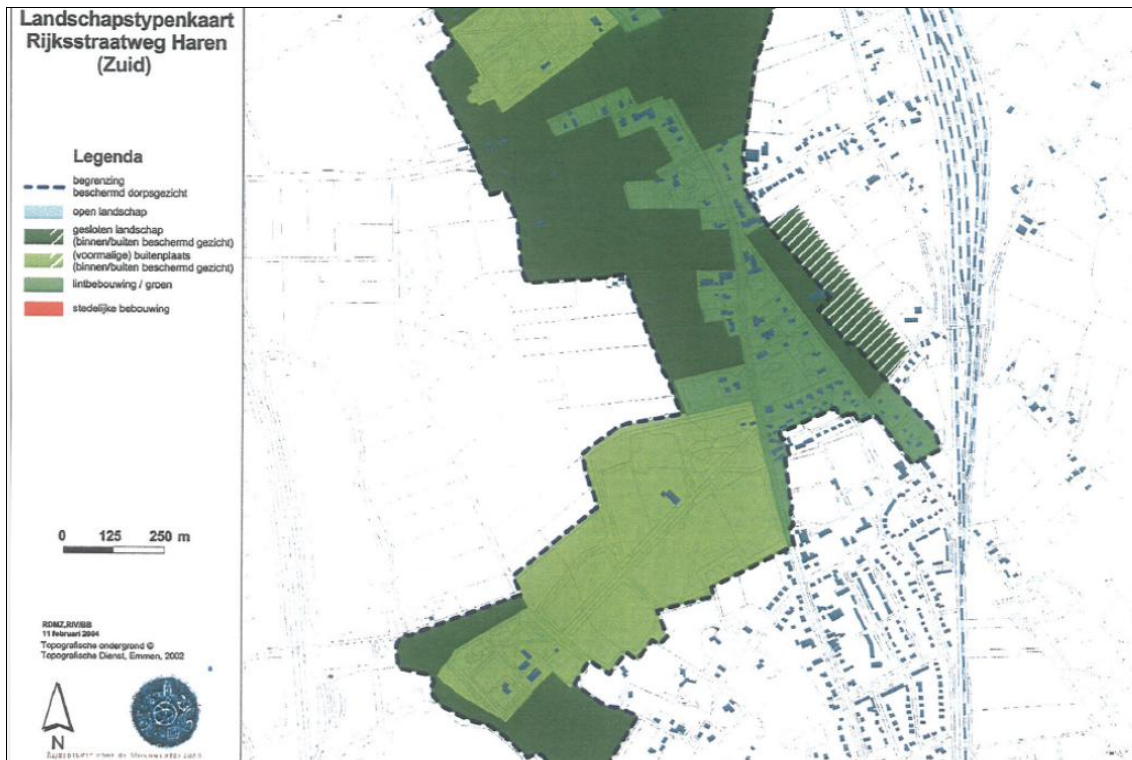 Landschapstypenkaart
Rijksstraatweg Haren
(Zuid)
Legenda
begrenzing
beschermd dorpsgezicht
open landschap
gesloten landschap
(binnen/buiten beschermd gezicht)
(voormalige) buitenplaats
(binnen/buiten beschermd gezicht)
lintbebouwing / groen
stedelijke bebouwing
0 125 250 m
RDMZ,RIV/BB
11 februari 2004
Topografische ondergrond ©
Topografische Dienst, Emmen, 2002
N